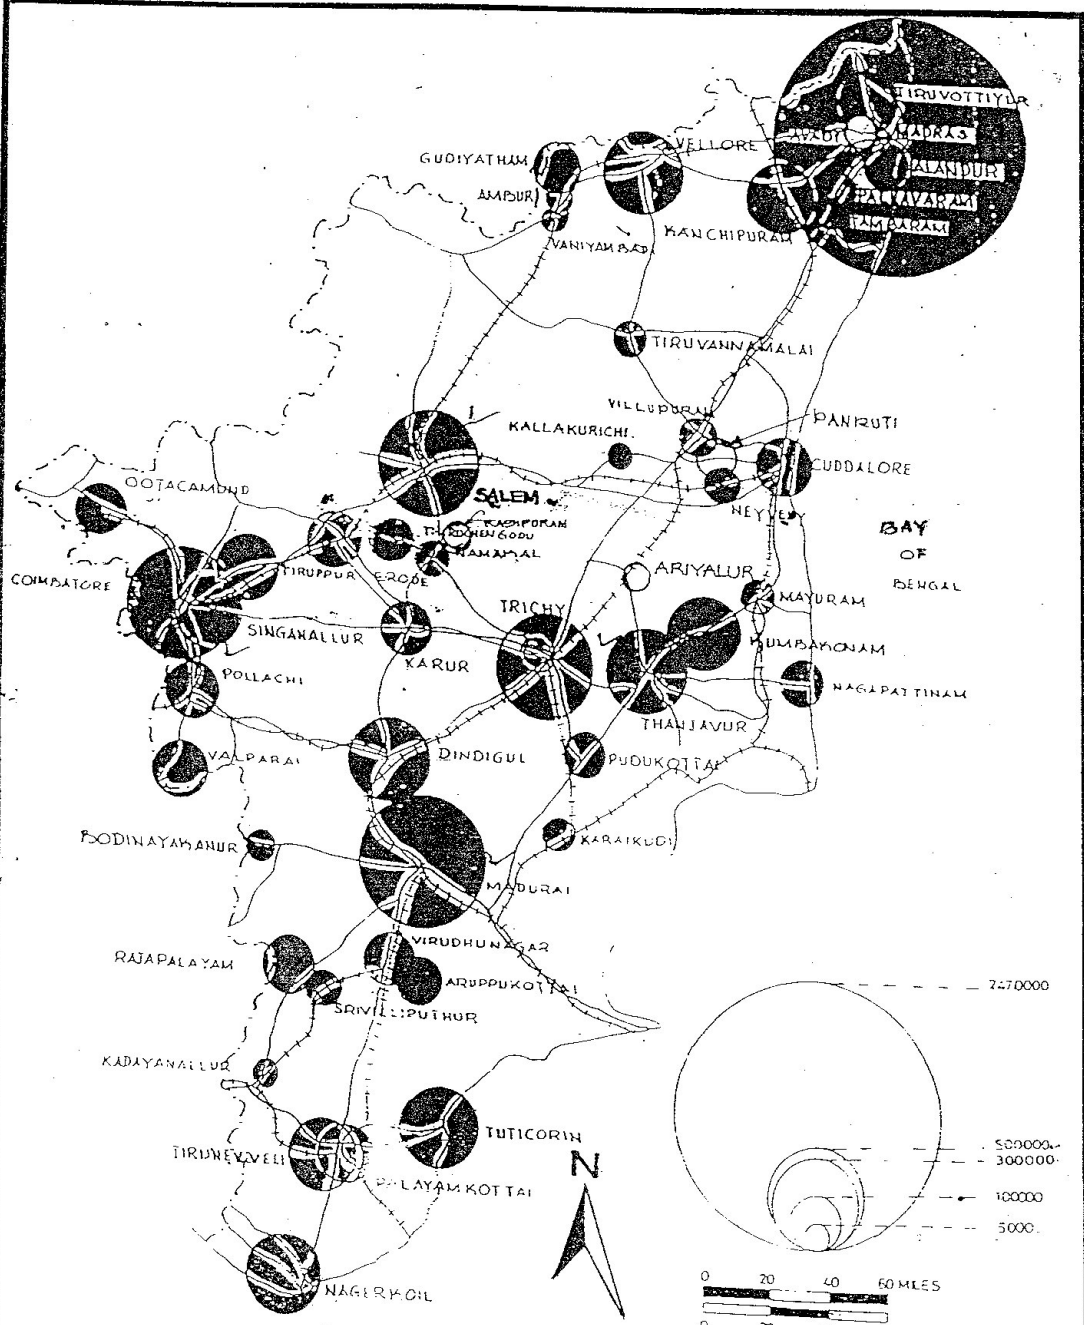 TIRUVOTTIYUR
AVADY
MADRAS
ALANDUR
PALLAVARAM
TAMBARAM
VELLORE
GUDIYATHAM
AMBUR
VANIYAMBADI
KANCHIPURAM
TIRUVANNAMALAI
VILLUPURAM
PANRUTI
KALLAKURICHI
CUDDALORE
OOTACAMUND
SALEM
NEYVELY
RASIPURAM
NAMAKAL
BAY
OF
BENGAL
COIMBATORE
TIRUPPUR
ERODE
ARIYALUR
MAYURAM
TRICHY
SINGANALLUR
KARUR
KUMBAKONAM
POLLACHI
NAGAPATTINAM
THANJAVUR
VALPARAI
DINDIGUL
PUDUKOTTAI
BODINAYAKANUR
KARAIKUDI
MADURAI
VIRUDHUNAGAR
RAJAPALAYAM
ARUPPUKOTTAI
SRIVILLIPUTHUR
2470000
KADAYANALLUR
TUTICORIN
TIRUNELVELI
PALAYAMKOTTAI
N
500000
300000
100000
5000
0 20 40 60 MILES
NAGERKOIL